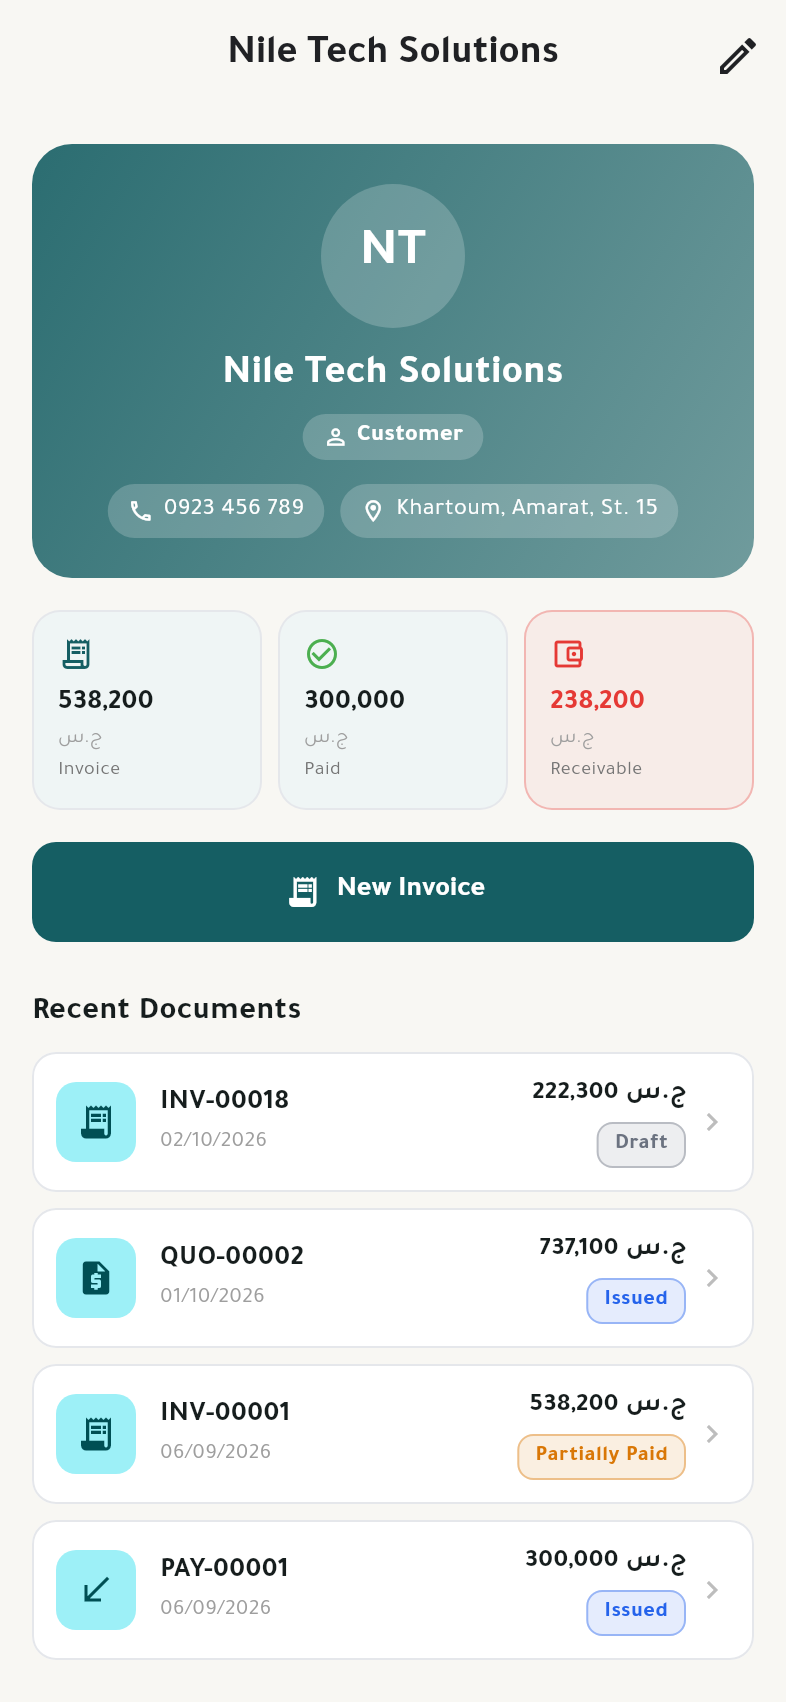 Nile Tech Solutions
NT
Nile Tech Solutions
Customer
0923 456 789
Khartoum, Amarat, St. 15
538,200
ج.س
Invoice
300,000
ج.س
Paid
238,200
ج.س
Receivable
New Invoice
Recent Documents
INV-00018
222,300 ج.س
02/10/2026
Draft
QUO-00002
737,100 ج.س
01/10/2026
Issued
INV-00001
538,200 ج.س
06/09/2026
Partially Paid
PAY-00001
300,000 ج.س
06/09/2026
Issued